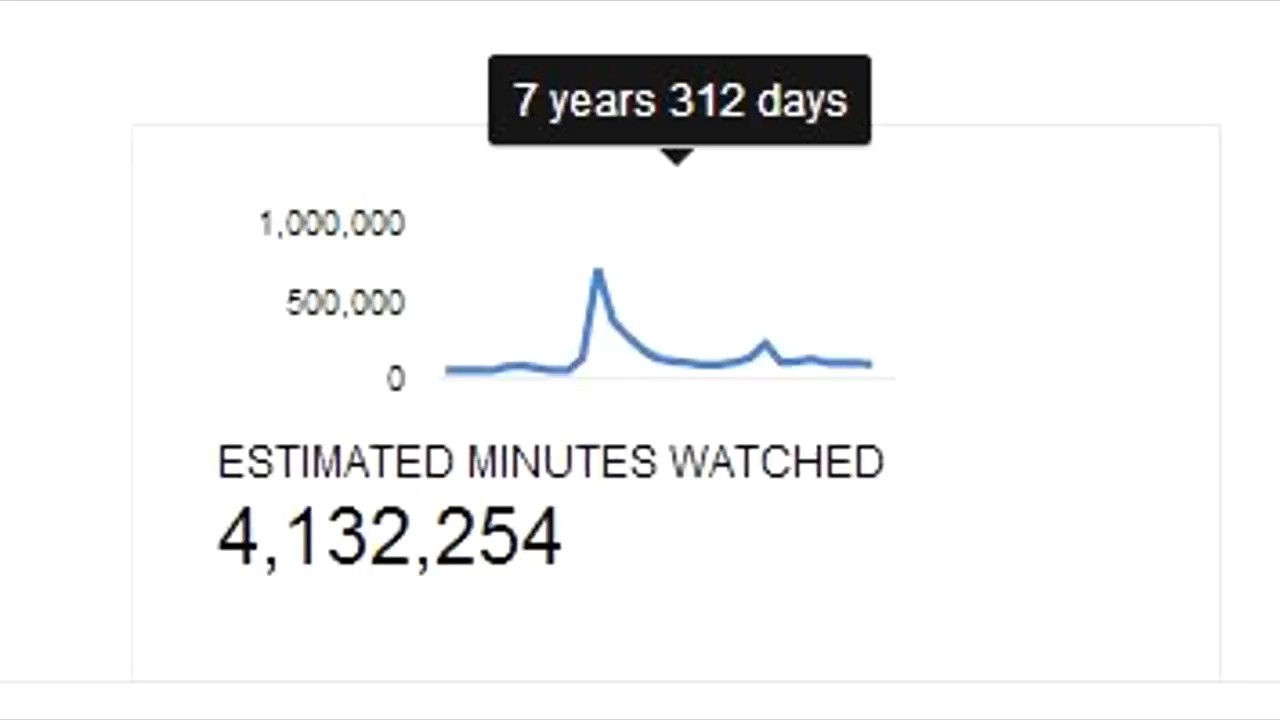 7 years 312 days
1,000,000
500,000
0
ESTIMATED MINUTES WATCHED
4,132,254